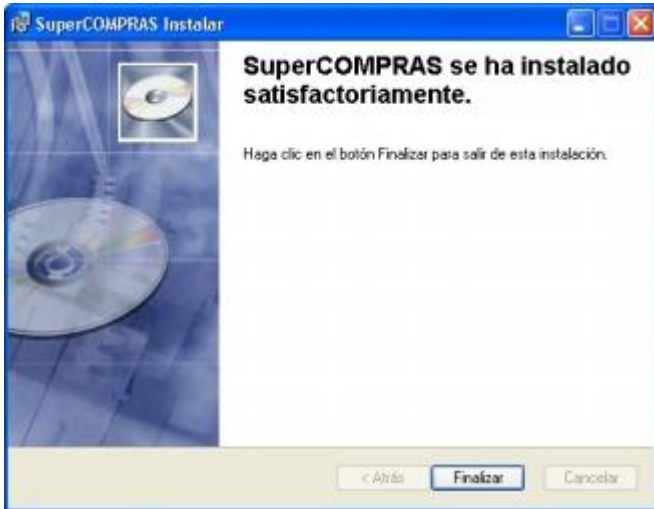 SuperCOMPRAS Instalar
SuperCOMPRAS se ha instalado
satisfactoriamente.
Haga clic en el botón Finalizar para salir de esta instalación.
< Atrás
Finalizar
Cancelar